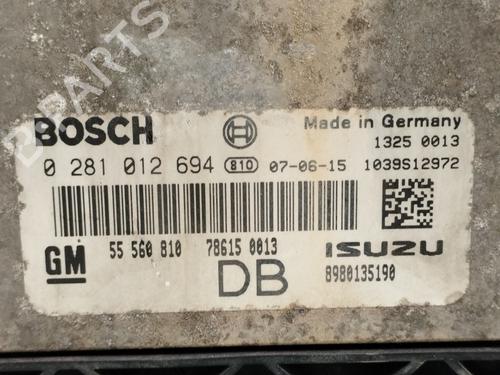 B-PARTS
BOSCH
Made in Germany
1325 0013
0 281 012 694 810 07-06-15 1039S12972
55 560 810 78615 0013
GM
ISUZU
DB
8980135190